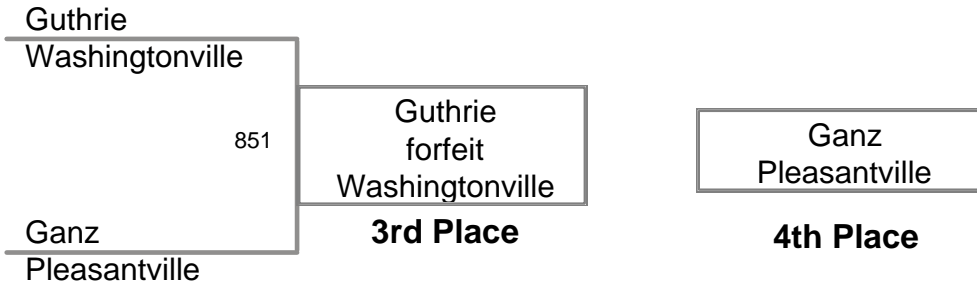 Guthrie
Washingtonville
851
Ganz
Pleasantville
Guthrie
forfeit
Washingtonville
3rd Place
Ganz
Pleasantville
4th Place